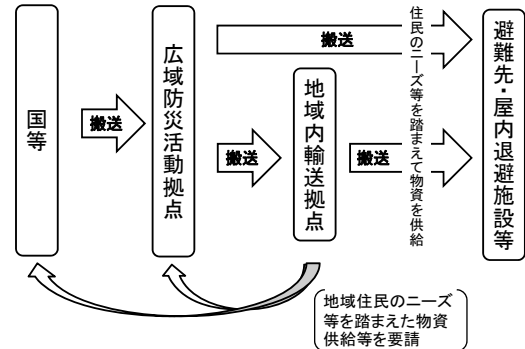 国等
搬送
広域防災活動拠点
搬送
搬送
地域内輸送拠点
搬送
住民のニーズ等を踏まえて物資を供給
避難先・屋内退避施設等
地域住民のニーズ
等を踏まえた物資
供給等を要請